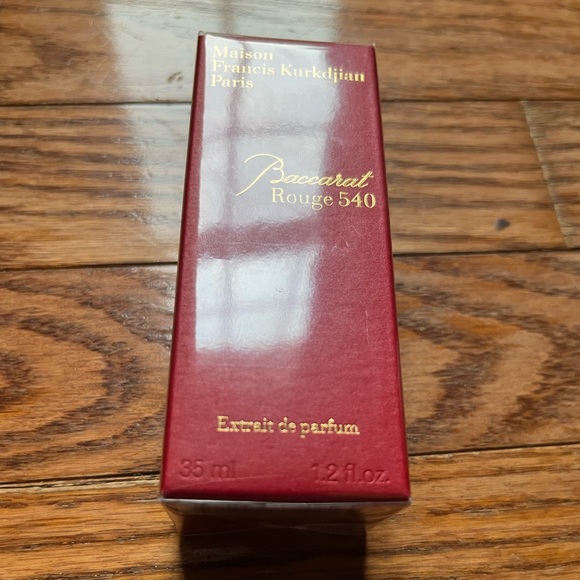 Maison
Francis Kurkdjian
Paris
Baccarat
Rouge 540
Extrait de parfum
35 ml 1.2 fl.oz.